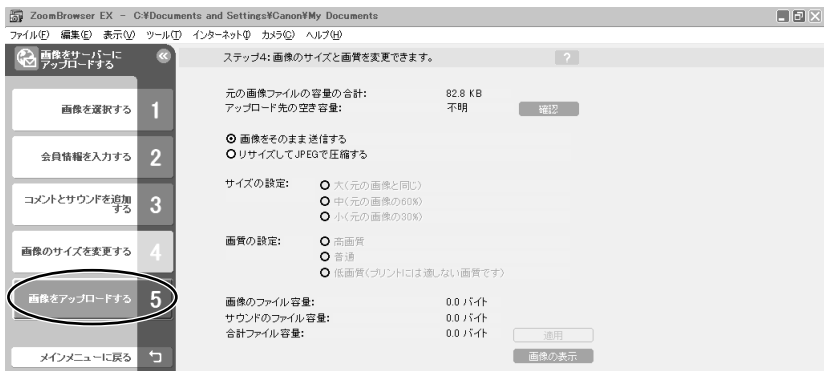 ZoomBrowser EX - C:¥Documents and Settings¥Canon¥My Documents
ファイル(F) 編集(E) 表示(V) ツール(T) インターネット(I) カメラ(C) ヘルプ(H)
画像をサーバーに
アップロードする
ステップ4: 画像のサイズと画質を変更できます。
?
画像を選択する 1
会員情報を入力する 2
コメントとサウンドを追加
する 3
画像のサイズを変更する 4
画像をアップロードする 5
メインメニューに戻る
元の画像ファイルの容量の合計: 82.8 KB
アップロード先の空き容量: 不明 確認
画像をそのまま送信する
リサイズしてJPEGで圧縮する
サイズの設定: 大(元の画像と同じ)
中(元の画像の60%)
小(元の画像の30%)
画質の設定: 高画質
普通
低画質(プリントには適しない画質です)
画像のファイル容量: 0.0 バイト
サウンドのファイル容量: 0.0 バイト
合計ファイル容量: 0.0 バイト 適用
画像の表示